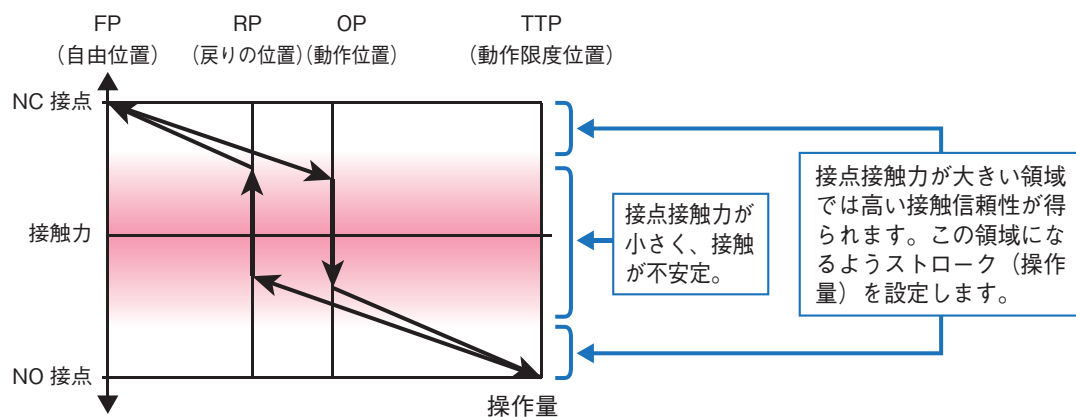 FP
RP
OP
TTP
（自由位置）
（戻りの位置）
（動作位置）
（動作限度位置）
NC 接点
接触力
NO 接点
操作量
接点接触力が
小さく、接触
が不安定。
接点接触力が大きい領域
では高い接触信頼性が得
られます。この領域にな
るようストローク（操作
量）を設定します。